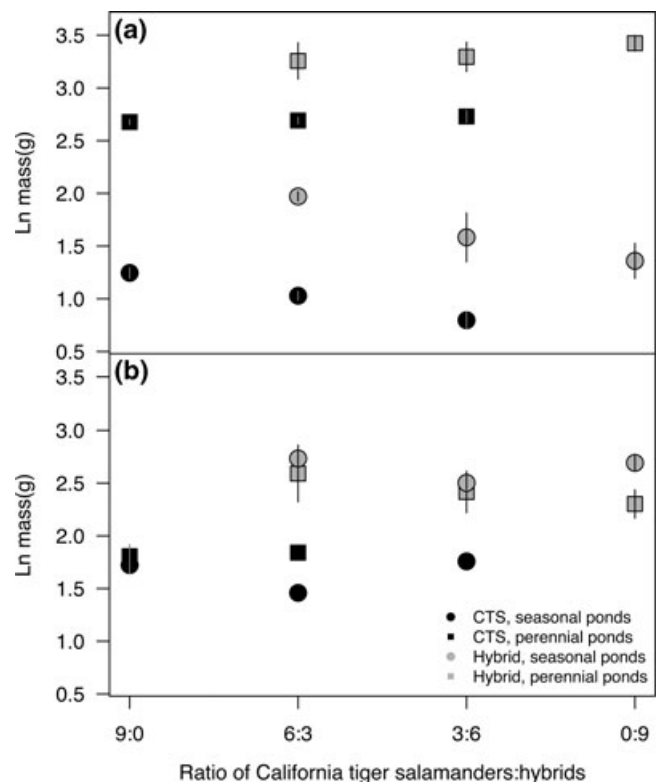 (a)
3.5
3.0
2.5
2.0
1.5
1.0
0.5
Ln mass(g)
(b)
3.5
3.0
2.5
2.0
1.5
1.0
0.5
Ln mass(g)
CTS, seasonal ponds
CTS, perennial ponds
Hybrid, seasonal ponds
Hybrid, perennial ponds
9:0 6:3 3:6 0:9
Ratio of California tiger salamanders:hybrids